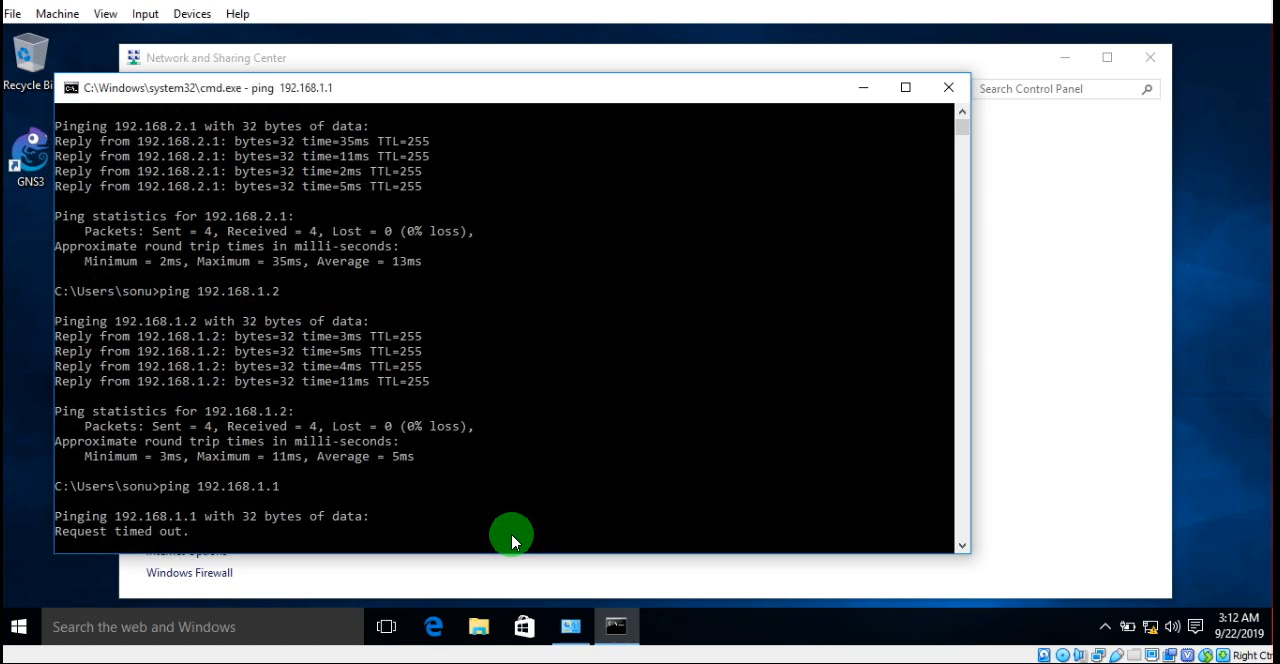 File Machine View Input Devices Help
Network and Sharing Center
Recycle Bi
C:\Windows\system32\cmd.exe - ping 192.168.1.1
Search Control Panel
GNS3
Pinging 192.168.2.1 with 32 bytes of data:
Reply from 192.168.2.1: bytes=32 time=35ms TTL=255
Reply from 192.168.2.1: bytes=32 time=11ms TTL=255
Reply from 192.168.2.1: bytes=32 time=2ms TTL=255
Reply from 192.168.2.1: bytes=32 time=5ms TTL=255
Ping statistics for 192.168.2.1:
Packets: Sent = 4, Received = 4, Lost = 0 (0% loss),
Approximate round trip times in milli-seconds:
Minimum = 2ms, Maximum = 35ms, Average = 13ms
C:\Users\sonu>ping 192.168.1.2
Pinging 192.168.1.2 with 32 bytes of data:
Reply from 192.168.1.2: bytes=32 time=3ms TTL=255
Reply from 192.168.1.2: bytes=32 time=5ms TTL=255
Reply from 192.168.1.2: bytes=32 time=4ms TTL=255
Reply from 192.168.1.2: bytes=32 time=11ms TTL=255
Ping statistics for 192.168.1.2:
Packets: Sent = 4, Received = 4, Lost = 0 (0% loss),
Approximate round trip times in milli-seconds:
Minimum = 3ms, Maximum = 11ms, Average = 5ms
C:\Users\sonu>ping 192.168.1.1
Pinging 192.168.1.1 with 32 bytes of data:
Request timed out.
Internet Options
Windows Firewall
Search the web and Windows
3:12 AM
9/22/2019
Right Ctr